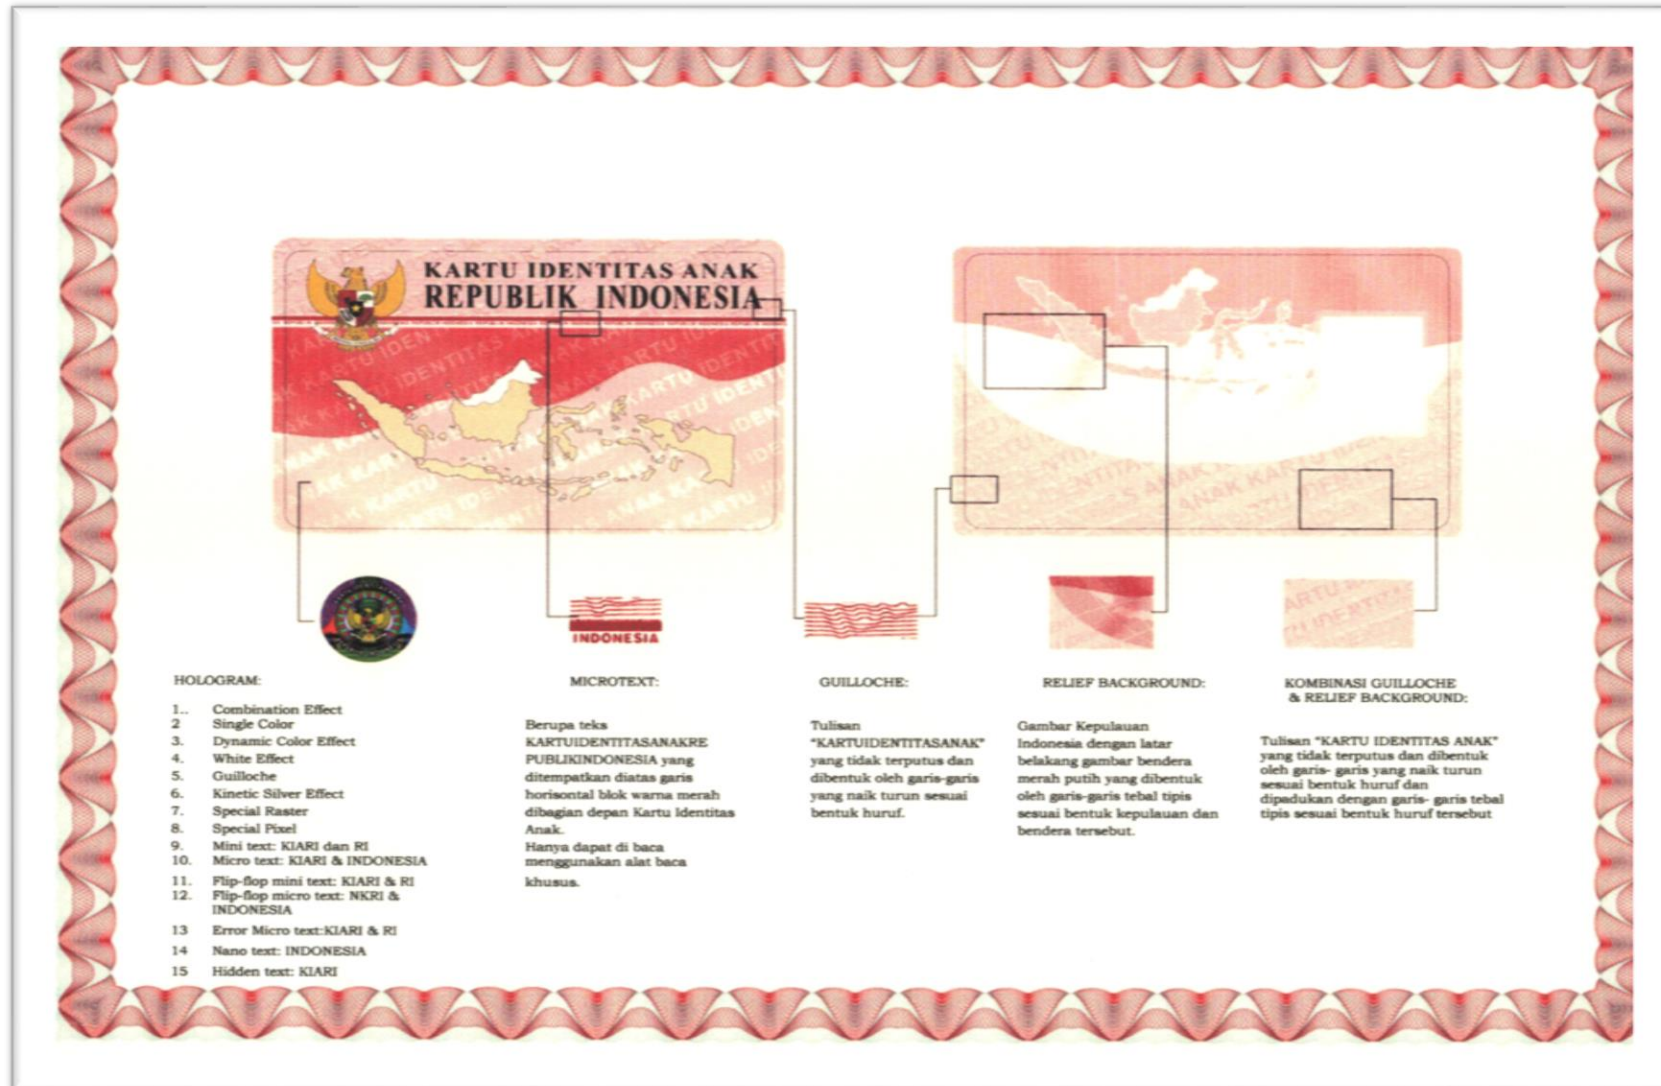 KARTU IDENTITAS ANAK
REPUBLIK INDONESIA
INDONESIA
HOLOGRAM:
1.. Combination Effect
2 Single Color
3. Dynamic Color Effect
4. White Effect
5. Guilloche
6. Kinetic Silver Effect
7. Special Raster
8. Special Pixel
9. Mini text: KIARI dan RI
10. Micro text: KIARI & INDONESIA
11. Flip-flop mini text: KIARI & RI
12. Flip-flop micro text: NKRI &
INDONESIA
13 Error Micro text:KIARI & RI
14 Nano text: INDONESIA
15 Hidden text: KIARI
MICROTEXT:
Berupa teks
KARTUIDENTITASANAKRE
PUBLIKINDONESIA yang
ditempatkan diatas garis
horisontal blok warna merah
dibagian depan Kartu Identitas
Anak.
Hanya dapat di baca
menggunakan alat baca
khusus.
GUILLOCHE:
Tulisan
"KARTUIDENTITASANAK"
yang tidak terputus dan
dibentuk oleh garis-garis
yang naik turun sesuai
bentuk huruf.
RELIEF BACKGROUND:
Gambar Kepulauan
Indonesia dengan latar
belakang gambar bendera
merah putih yang dibentuk
oleh garis-garis tebal tipis
sesuai bentuk kepulauan dan
bendera tersebut.
KOMBINASI GUILLOCHE
& RELIEF BACKGROUND:
Tulisan "KARTU IDENTITAS ANAK"
yang tidak terputus dan dibentuk
oleh garis- garis yang naik turun
sesuai bentuk huruf dan
dipadukan dengan garis- garis tebal
tipis sesuai bentuk huruf tersebut